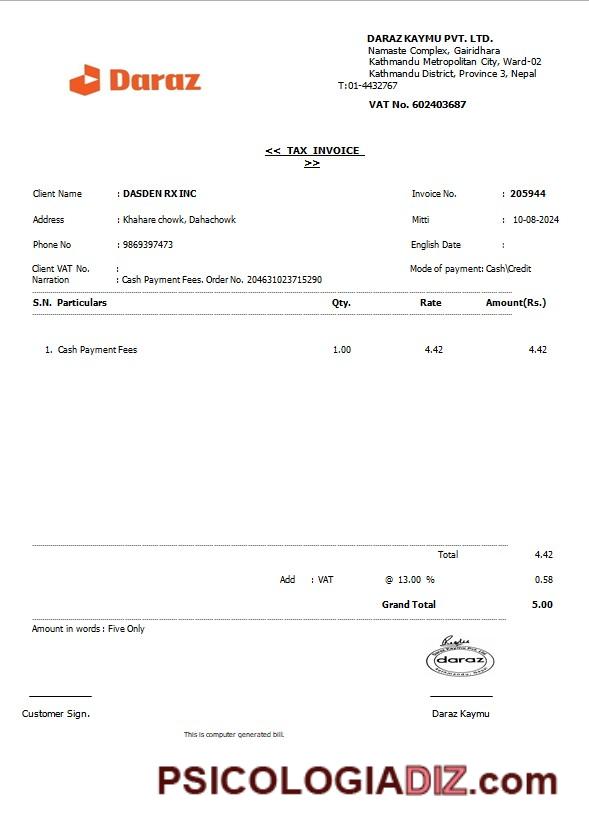 Daraz
DARAZ KAYMU PVT. LTD.
Namaste Complex, Gairidhara
Kathmandu Metropolitan City, Ward-02
Kathmandu District, Province 3, Nepal
T:01-4432767
VAT No. 602403687
<< TAX INVOICE
>>
Client Name : DASDEN RX INC Invoice No. : 205944
Address : Khahare chowk, Dahachowk Mitti : 10-08-2024
Phone No : 9869397473 English Date :
Client VAT No. : Mode of payment: Cash\Credit
Narration : Cash Payment Fees. Order No. 204631023715290
S.N. Particulars Qty. Rate Amount(Rs.)
1. Cash Payment Fees 1.00 4.42 4.42
Total 4.42
Add : VAT @ 13.00 % 0.58
Grand Total 5.00
Amount in words : Five Only
Daraz Kaymu Pvt. Ltd.
daraz
Customer Sign. Daraz Kaymu
This is computer generated bill.
PSICOLOGIADIZ.com